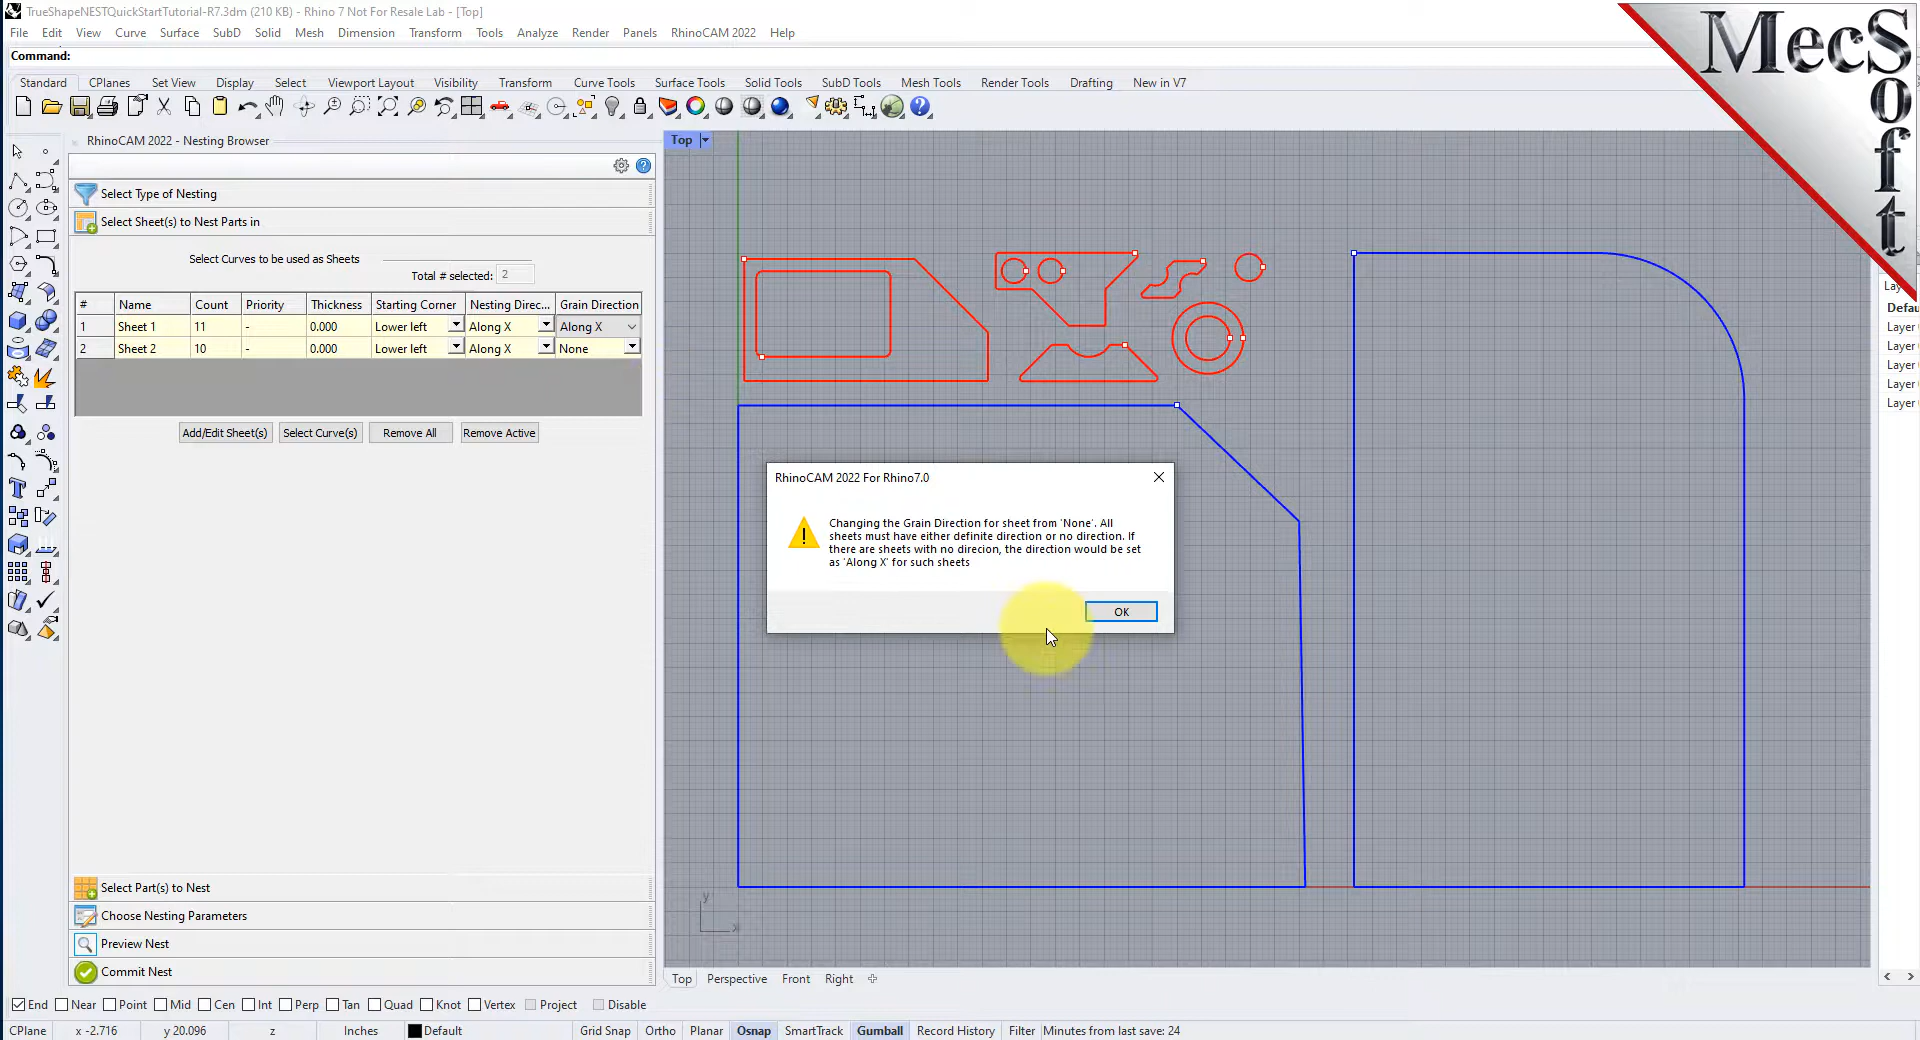 TrueShapeNESTQuickStartTutorial-R7.3dm (210 KB) - Rhino 7 Not For Resale Lab - [Top]
File Edit View Curve Surface SubD Solid Mesh Dimension Transform Tools Analyze Render Panels RhinoCAM 2022 Help
Command:
Standard CPlanes Set View Display Select Viewport Layout Visibility Transform Curve Tools Surface Tools Solid Tools SubD Tools Mesh Tools Render Tools Drafting New in V7
MecSoft
RhinoCAM 2022 - Nesting Browser
Top
Select Type of Nesting
Select Sheet(s) to Nest Parts in
Select Curves to be used as Sheets
Total # selected: 2
# Name Count Priority Thickness Starting Corner Nesting Direc... Grain Direction
1 Sheet 1 11 - 0.000 Lower left Along X Along X
2 Sheet 2 10 - 0.000 Lower left Along X None
Add/Edit Sheet(s) Select Curve(s) Remove All Remove Active
Lay
Defau
Layer
Layer
Layer
Layer
Layer
RhinoCAM 2022 For Rhino7.0
Changing the Grain Direction for sheet from 'None'. All
sheets must have either definite direction or no direction. If
there are sheets with no direcion, the direction would be set
as 'Along X' for such sheets
OK
Select Part(s) to Nest
Choose Nesting Parameters
Preview Nest
Commit Nest
y
x
Top Perspective Front Right
End Near Point Mid Cen Int Perp Tan Quad Knot Vertex Project Disable
CPlane x -2.716 y 20.096 z Inches Default Grid Snap Ortho Planar Osnap SmartTrack Gumball Record History Filter Minutes from last save: 24